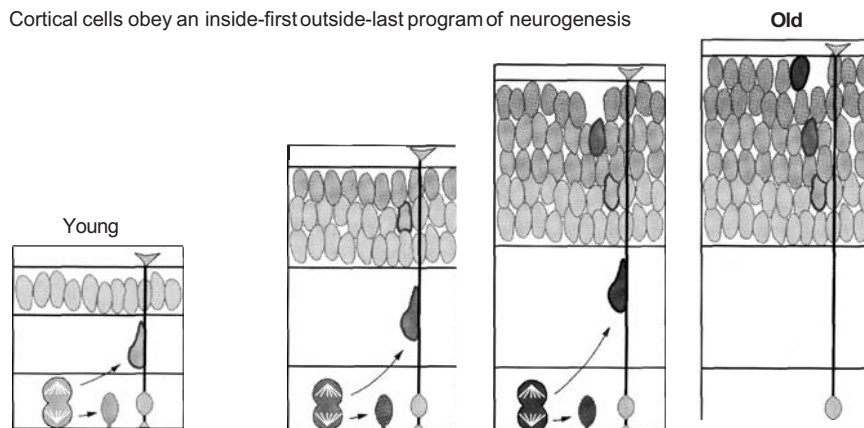 Cortical cells obey an inside-first outside-last program of neurogenesis
Old
Young